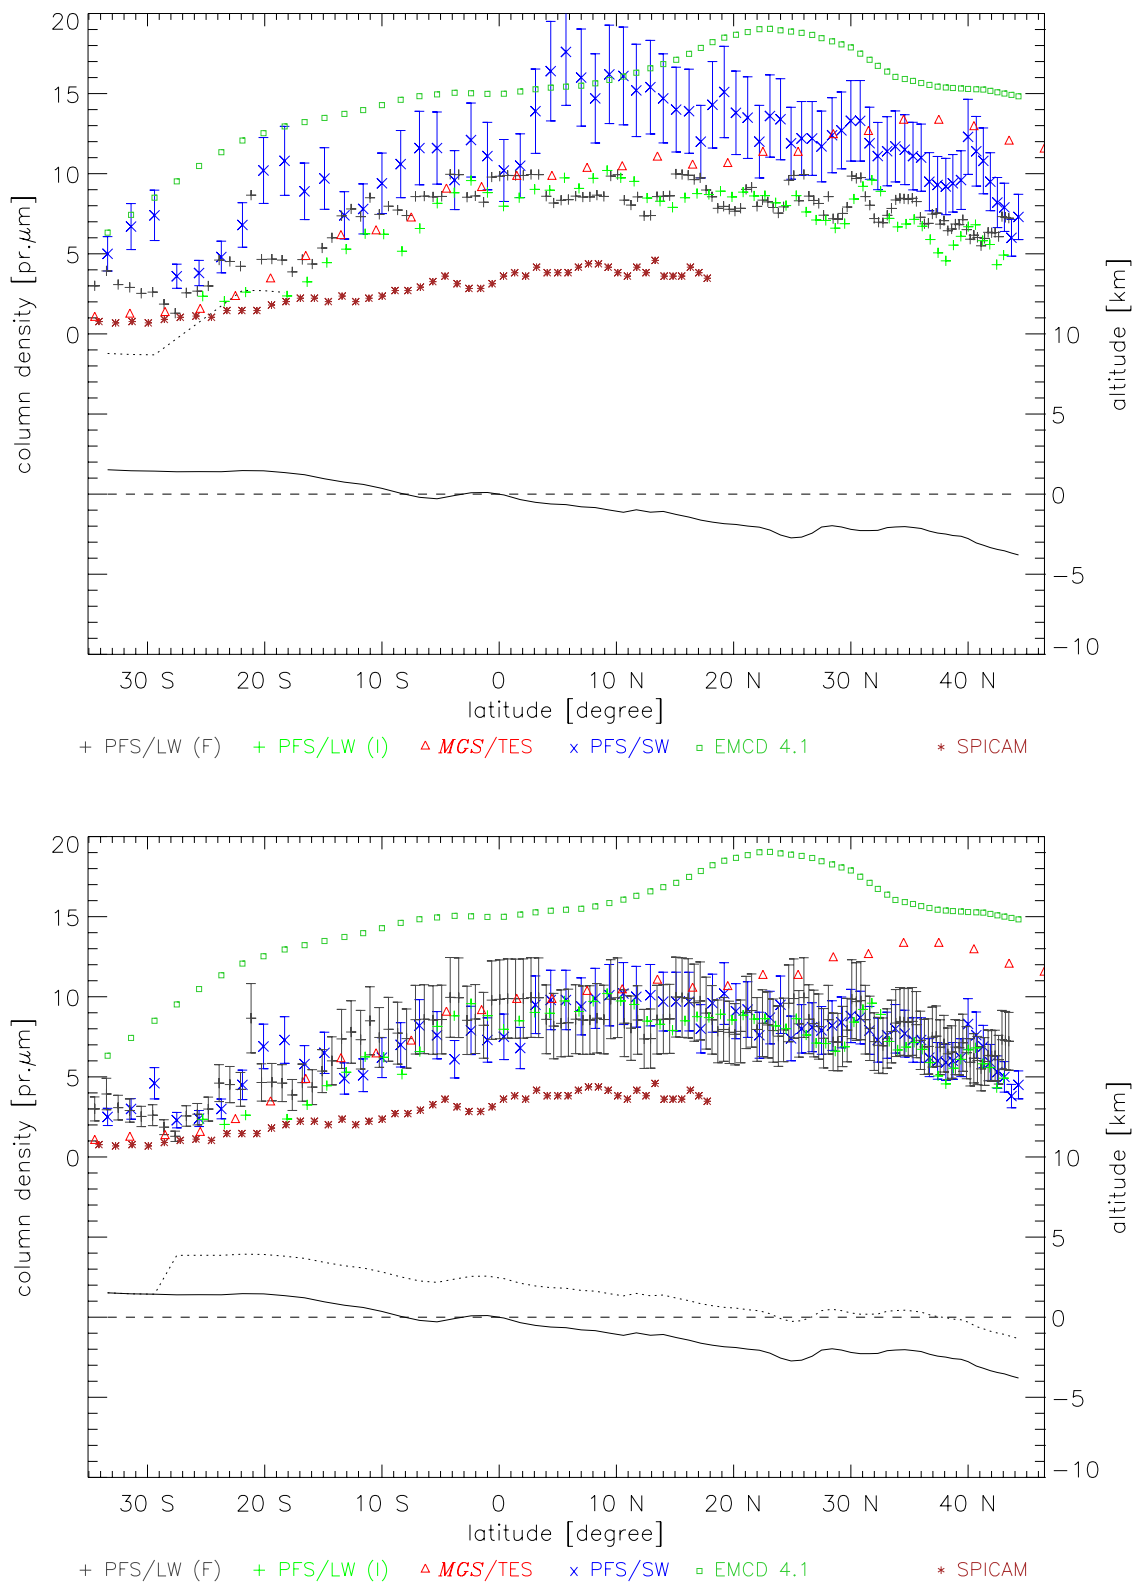 20
15
10
5
0
column density [pr.μm]
10
5
0
−5
−10
altitude [km]
30 S 20 S 10 S 0 10 N 20 N 30 N 40 N
latitude [degree]
+ PFS/LW (F) + PFS/LW (I) △ MGS/TES × PFS/SW □ EMCD 4.1 * SPICAM
20
15
10
5
0
column density [pr.μm]
10
5
0
−5
−10
altitude [km]
30 S 20 S 10 S 0 10 N 20 N 30 N 40 N
latitude [degree]
+ PFS/LW (F) + PFS/LW (I) △ MGS/TES × PFS/SW □ EMCD 4.1 * SPICAM